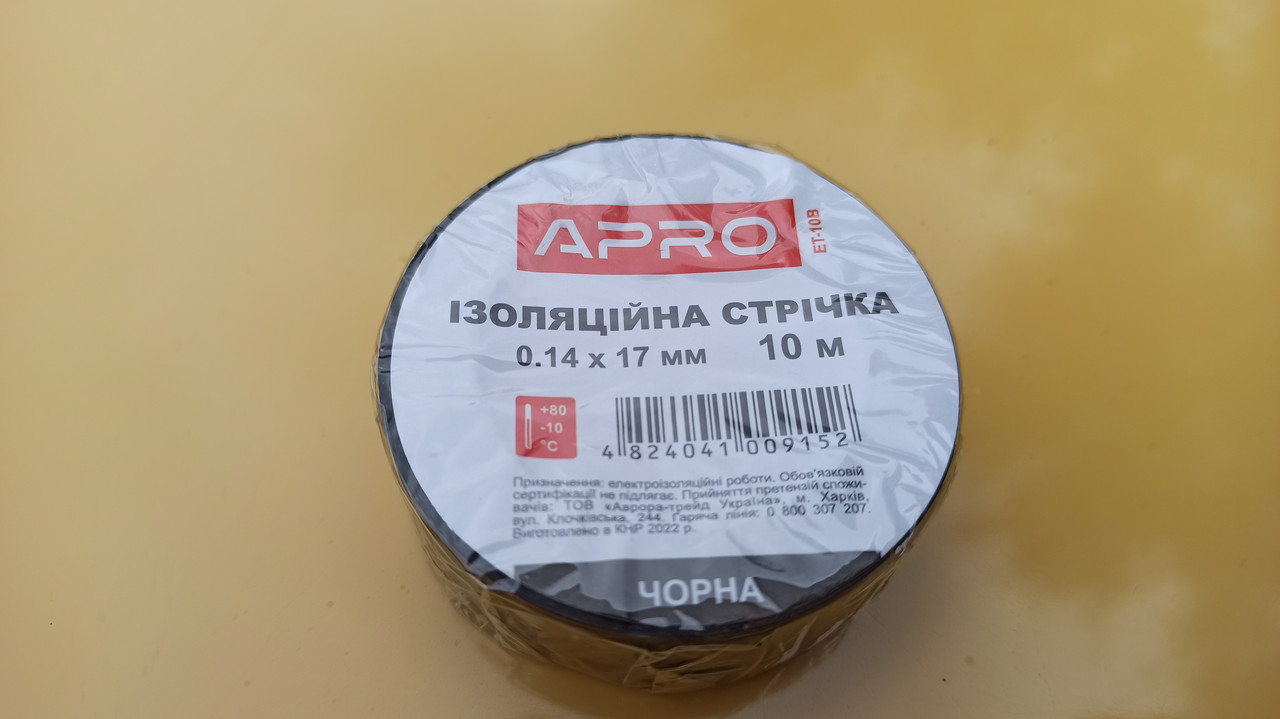 APRO
ET-10B
ІЗОЛЯЦІЙНА СТРІЧКА
0.14 х 17 мм 10 м
+80
-10
°C
4 824041 009152
Призначення: електроізоляційні роботи. Обов'язковій
сертифікації не підлягає. Прийняття претензій спожи-
вачів: ТОВ «Аврора-трейд Україна», м. Харків,
вул. Клочківська, 244. Гаряча лінія: 0 800 307 207.
Виготовлено в КНР 2022 р.
ЧОРНА